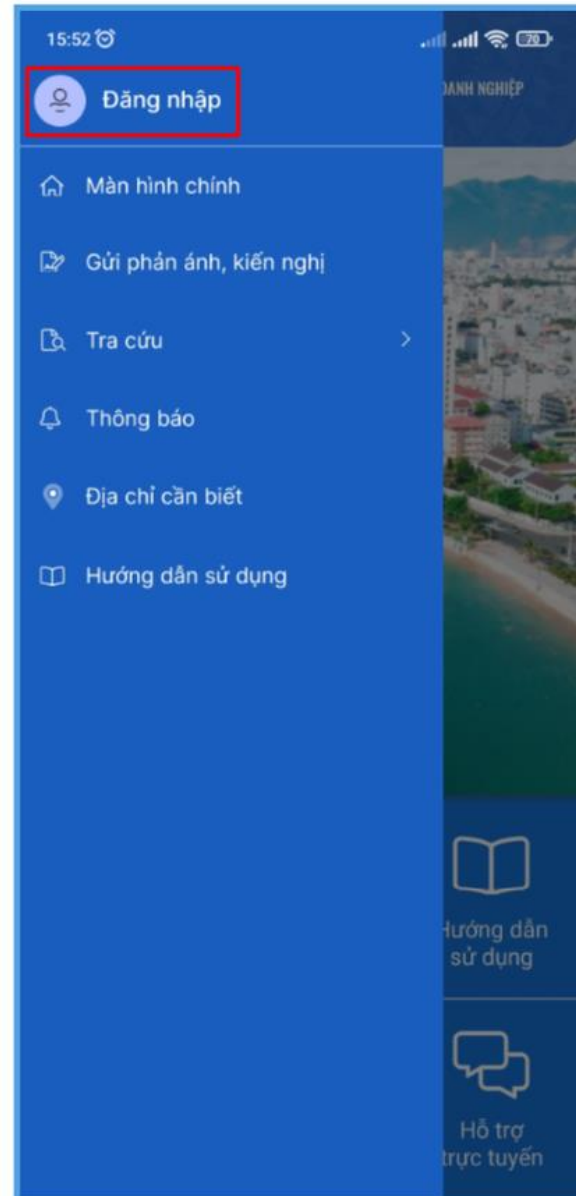 15:52
70
Đăng nhập
DANH NGHIỆP
Màn hình chính
Gửi phản ánh, kiến nghị
Tra cứu
Thông báo
Địa chỉ cần biết
Hướng dẫn sử dụng
Hướng dẫn
sử dụng
Hỗ trợ
trực tuyến